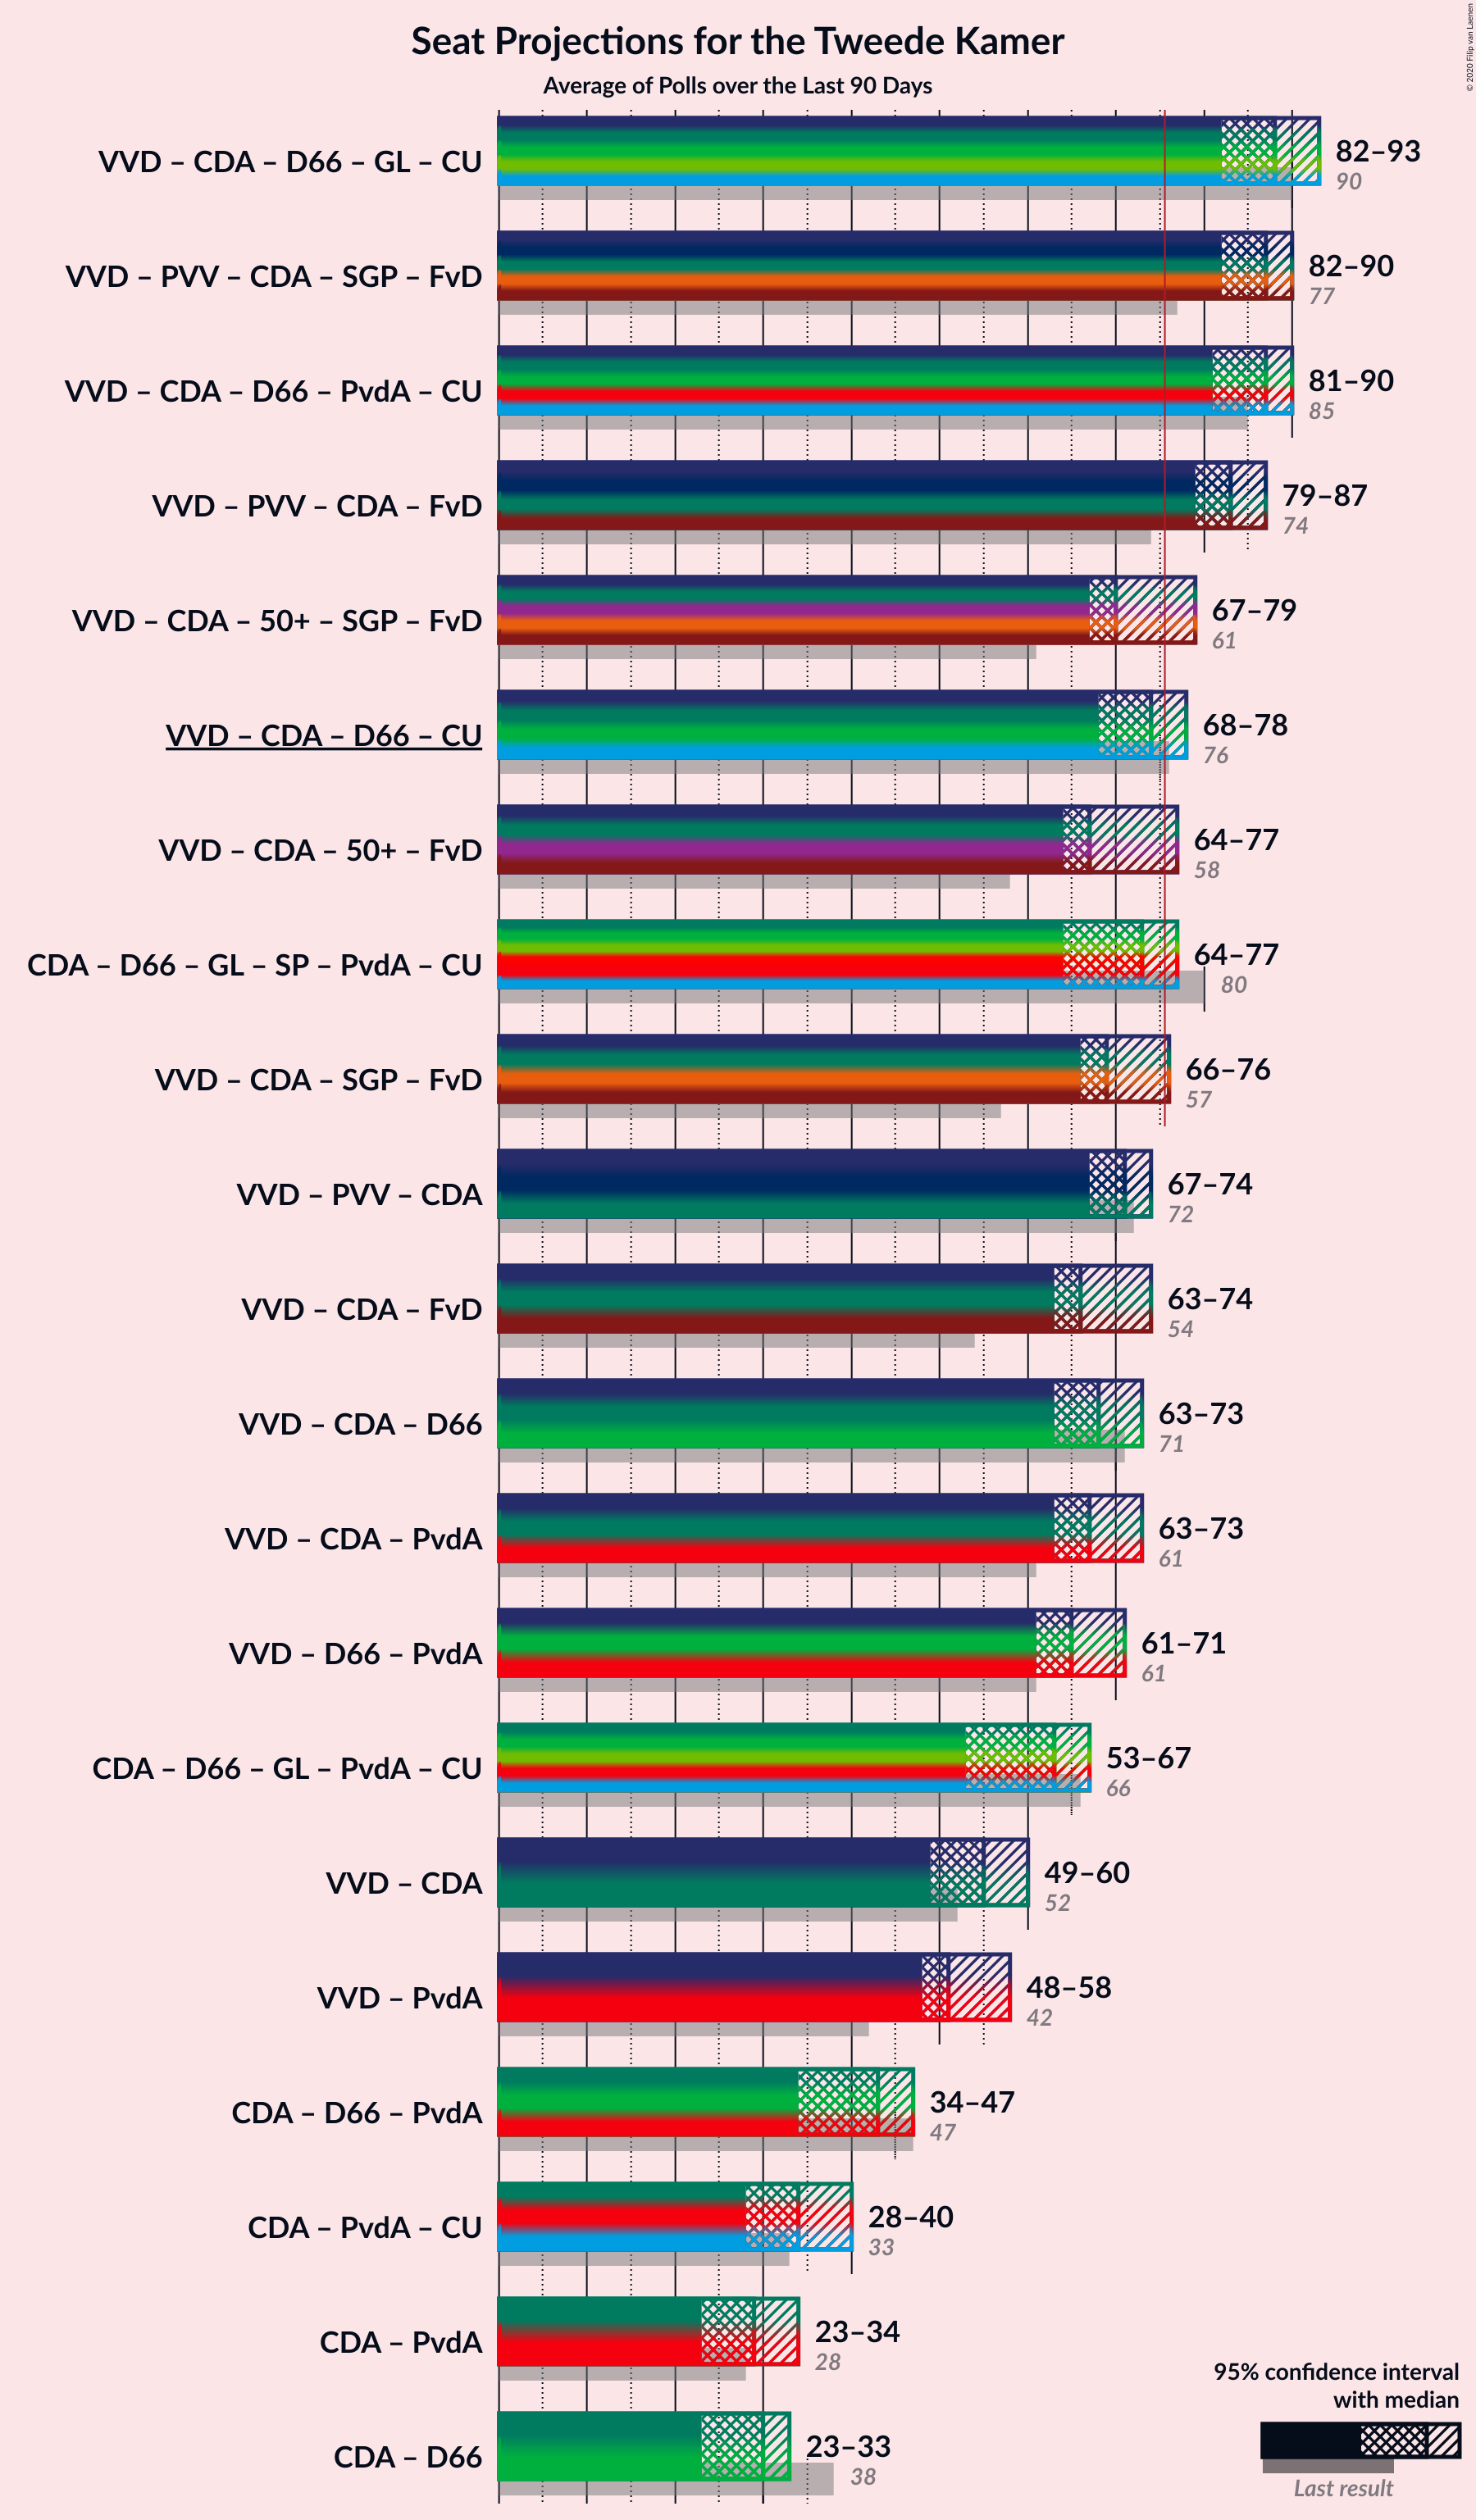 Seat Projections for the Tweede Kamer
Average of Polls over the Last 90 Days
© 2020 Filip van Laenen
VVD – CDA – D66 – GL – CU
82–93
90
VVD – PVV – CDA – SGP – FvD
82–90
77
VVD – CDA – D66 – PvdA – CU
81–90
85
VVD – PVV – CDA – FvD
79–87
74
VVD – CDA – 50+ – SGP – FvD
67–79
61
VVD – CDA – D66 – CU
68–78
76
VVD – CDA – 50+ – FvD
64–77
58
CDA – D66 – GL – SP – PvdA – CU
64–77
80
VVD – CDA – SGP – FvD
66–76
57
VVD – PVV – CDA
67–74
72
VVD – CDA – FvD
63–74
54
VVD – CDA – D66
63–73
71
VVD – CDA – PvdA
63–73
61
VVD – D66 – PvdA
61–71
61
CDA – D66 – GL – PvdA – CU
53–67
66
VVD – CDA
49–60
52
VVD – PvdA
48–58
42
CDA – D66 – PvdA
34–47
47
CDA – PvdA – CU
28–40
33
CDA – PvdA
23–34
28
CDA – D66
23–33
38
95% confidence interval
with median
Last result